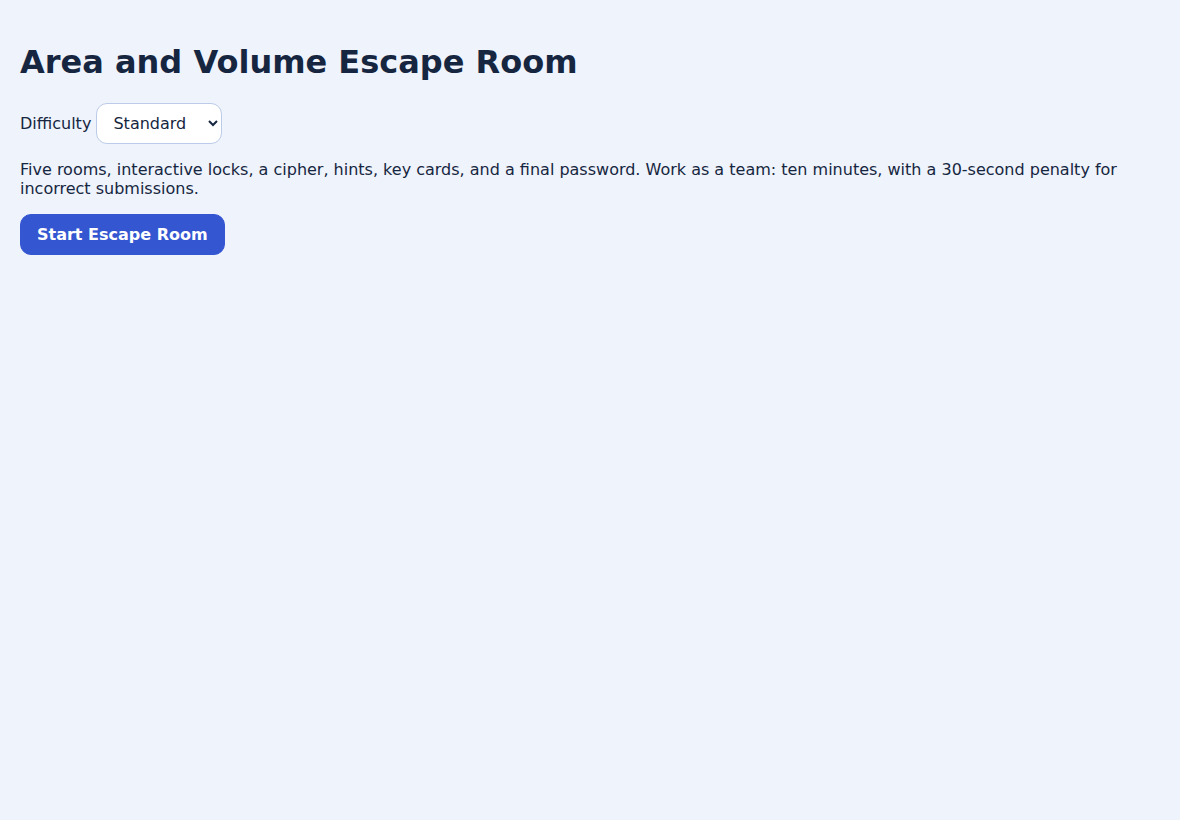 Area and Volume Escape Room
Difficulty Standard
Five rooms, interactive locks, a cipher, hints, key cards, and a final password. Work as a team: ten minutes, with a 30-second penalty for
incorrect submissions.
Start Escape Room